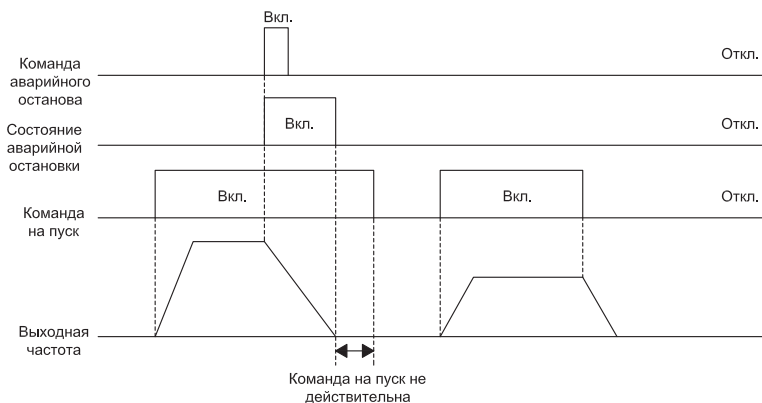 Вкл.
Команда
аварийного
останова
Откл.
Состояние
аварийной
остановки
Вкл.
Откл.
Команда
на пуск
Вкл.
Вкл.
Откл.
Выходная
частота
Команда на пуск не
действительна